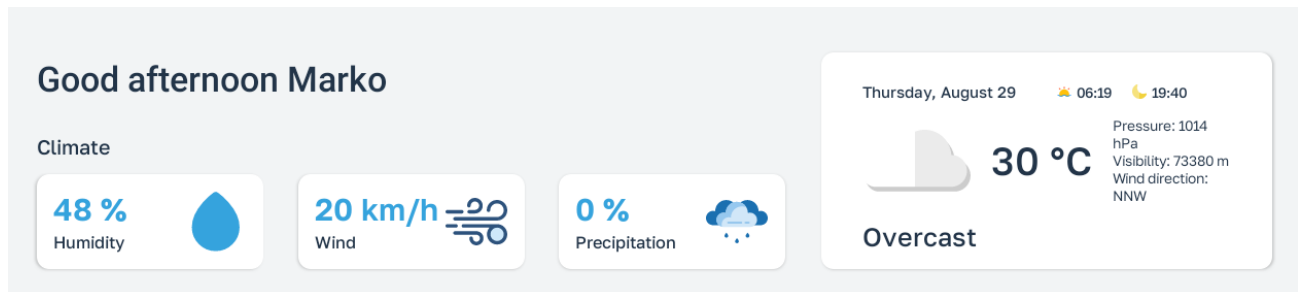 Good afternoon Marko
Climate
48 %
Humidity
20 km/h
Wind
0 %
Precipitation
Thursday, August 29 06:19 19:40
30 °C
Pressure: 1014
hPa
Visibility: 73380 m
Wind direction:
NNW
Overcast